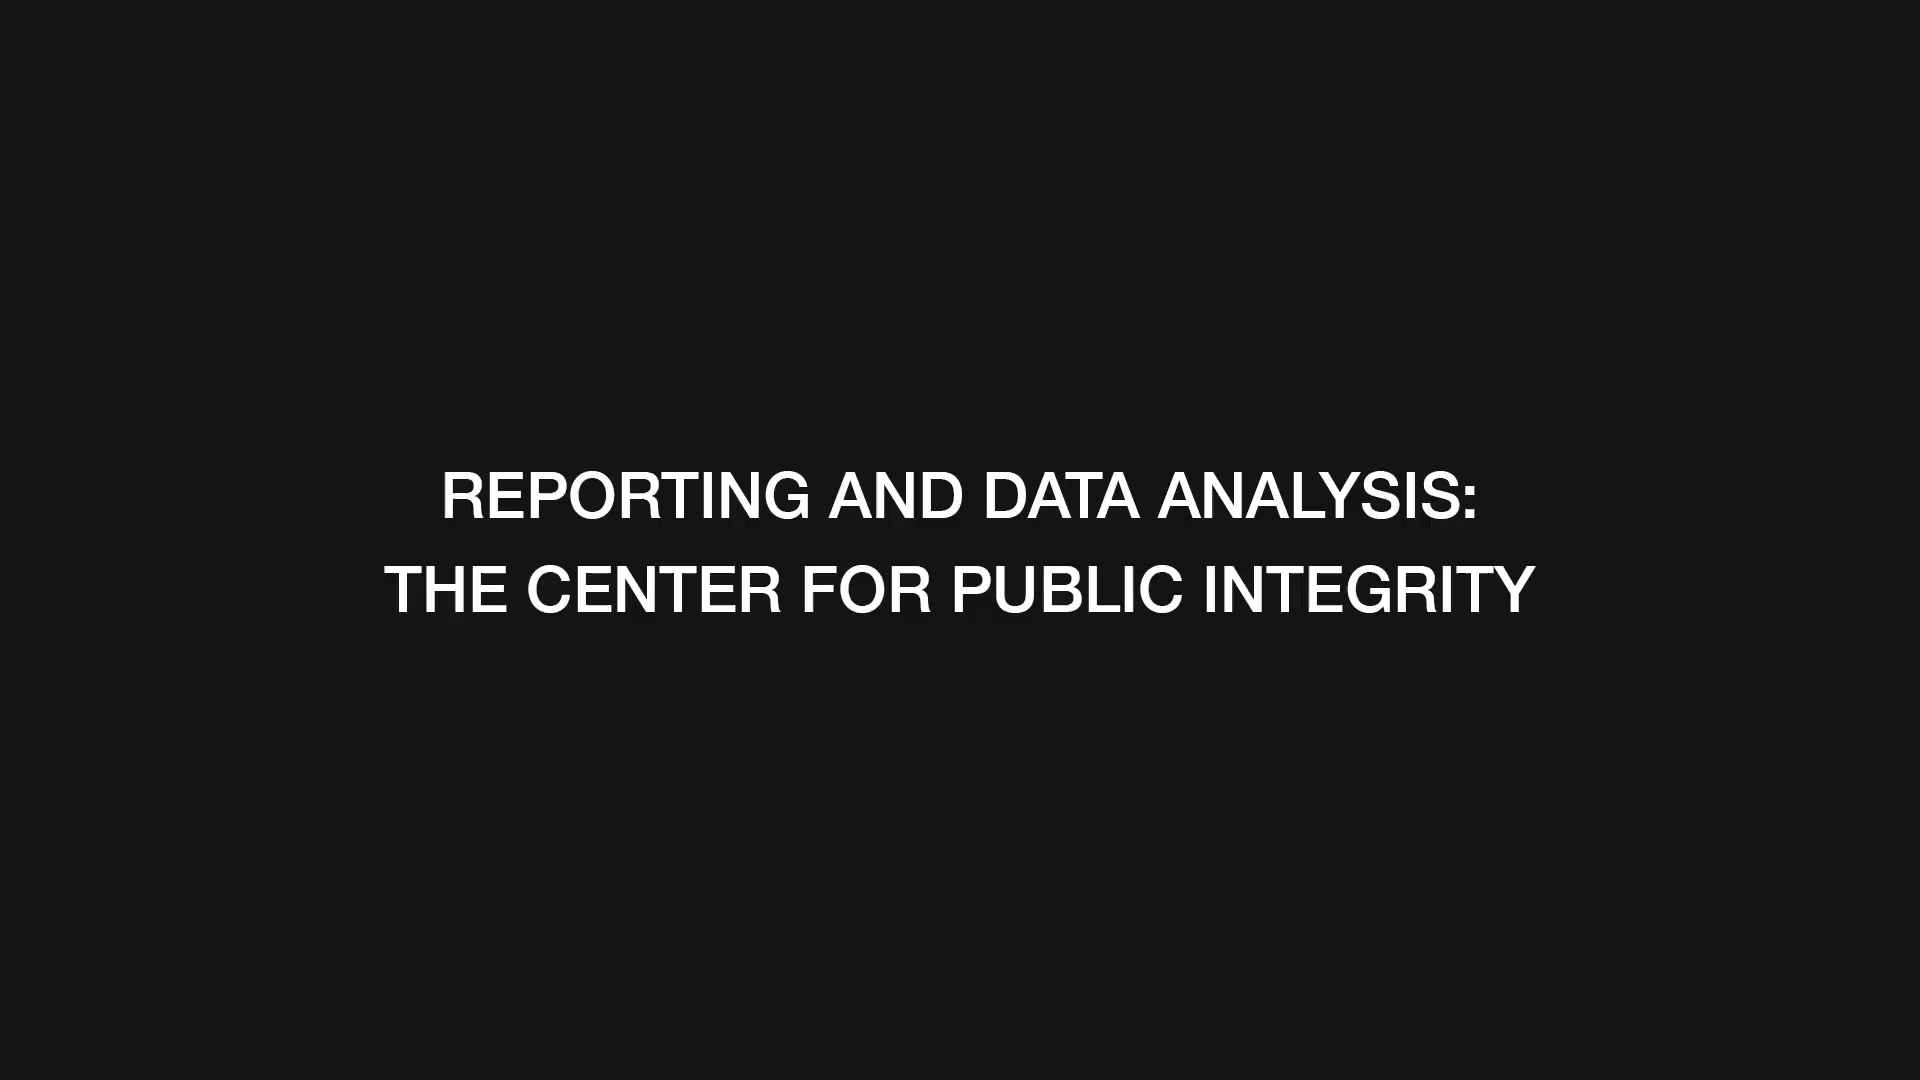 REPORTING AND DATA ANALYSIS:
THE CENTER FOR PUBLIC INTEGRITY